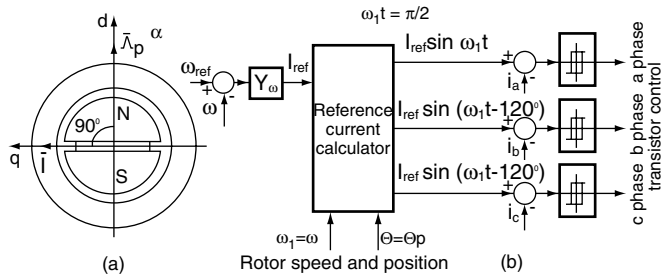 d
Λ̄p
α
90°
N
S
q
Ī
(a)
ω₁t = π/2
ωref
+
-
ω
Yω
Iref
Reference
current
calculator
Iref sin ω₁t
Iref sin (ω₁t-120°)
Iref sin (ω₁t-120°)
+
-
ia
+
-
ib
+
-
ic
c phase b phase a phase
transistor control
ω₁=ω
Θ=Θp
Rotor speed and position
(b)